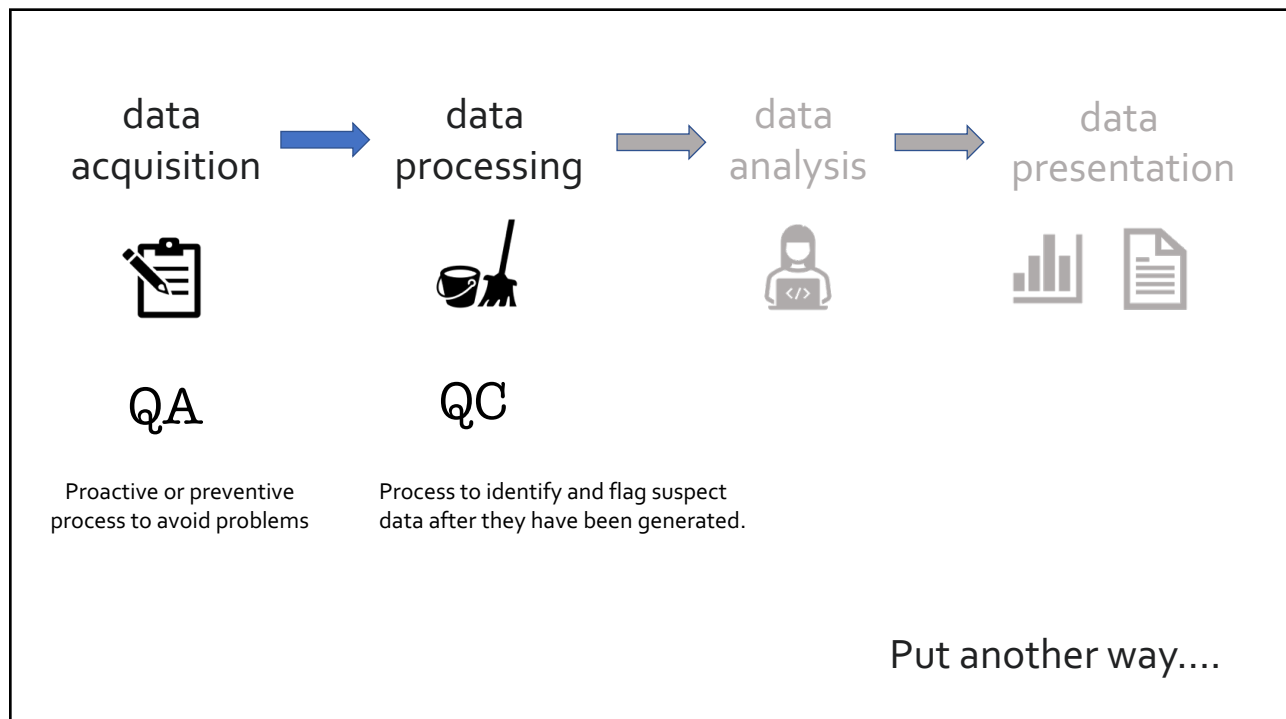 data
acquisition
data
processing
data
analysis
data
presentation
</>
QA
QC
Proactive or preventive
process to avoid problems
Process to identify and flag suspect
data after they have been generated.
Put another way....